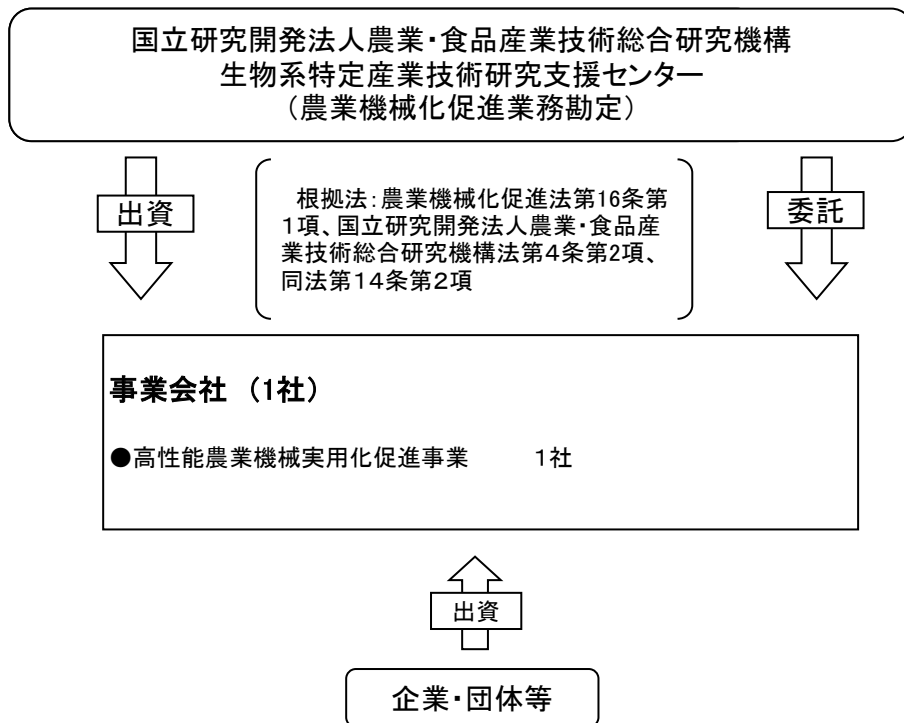 国立研究開発法人農業・食品産業技術総合研究機構
生物系特定産業技術研究支援センター
（農業機械化促進業務勘定）
出資
根拠法：農業機械化促進法第16条第
1項、国立研究開発法人農業・食品産
業技術総合研究機構法第4条第2項、
同法第14条第2項
委託
事業会社　（1社）
●高性能農業機械実用化促進事業　　　1社
出資
企業・団体等